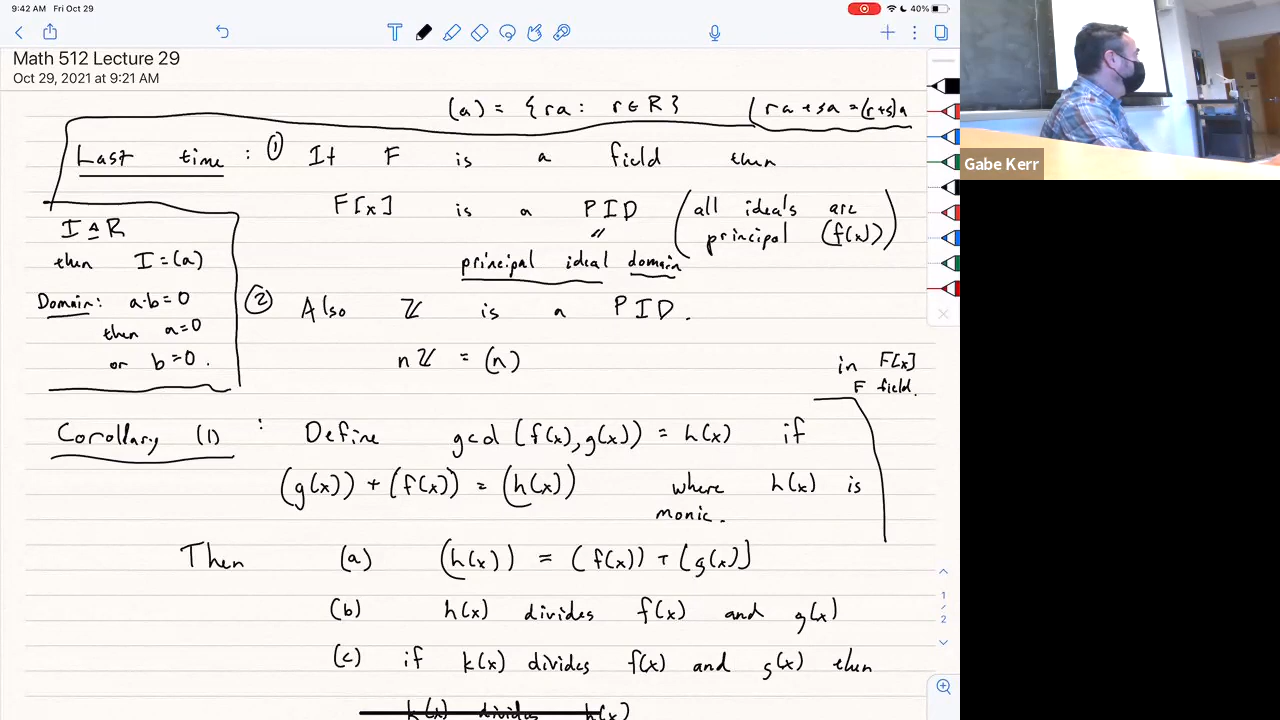 9:42 AM Fri Oct 29
40%
Math 512 Lecture 29
Oct 29, 2021 at 9:21 AM
(a) = {ra : r ∈ R} (ra + sa = (r+s)a
Last time : ① If F is a field then
F[x] is a PID (all ideals are principal (f(x)))
principal ideal domain
I ⊴ R
then I = (a)
Domain: a·b=0
then a=0
or b=0.
② Also ℤ is a PID.
nℤ = (n)
in F[x]
F field.
Corollary (1) : Define gcd (f(x), g(x)) = h(x) if
(g(x)) + (f(x)) = (h(x)) where h(x) is
monic.
Then (a) (h(x)) = (f(x)) + (g(x)]
(b) h(x) divides f(x) and g(x)
(c) if k(x) divides f(x) and g(x) then
k(x) divides h(x)
1/2
Gabe Kerr